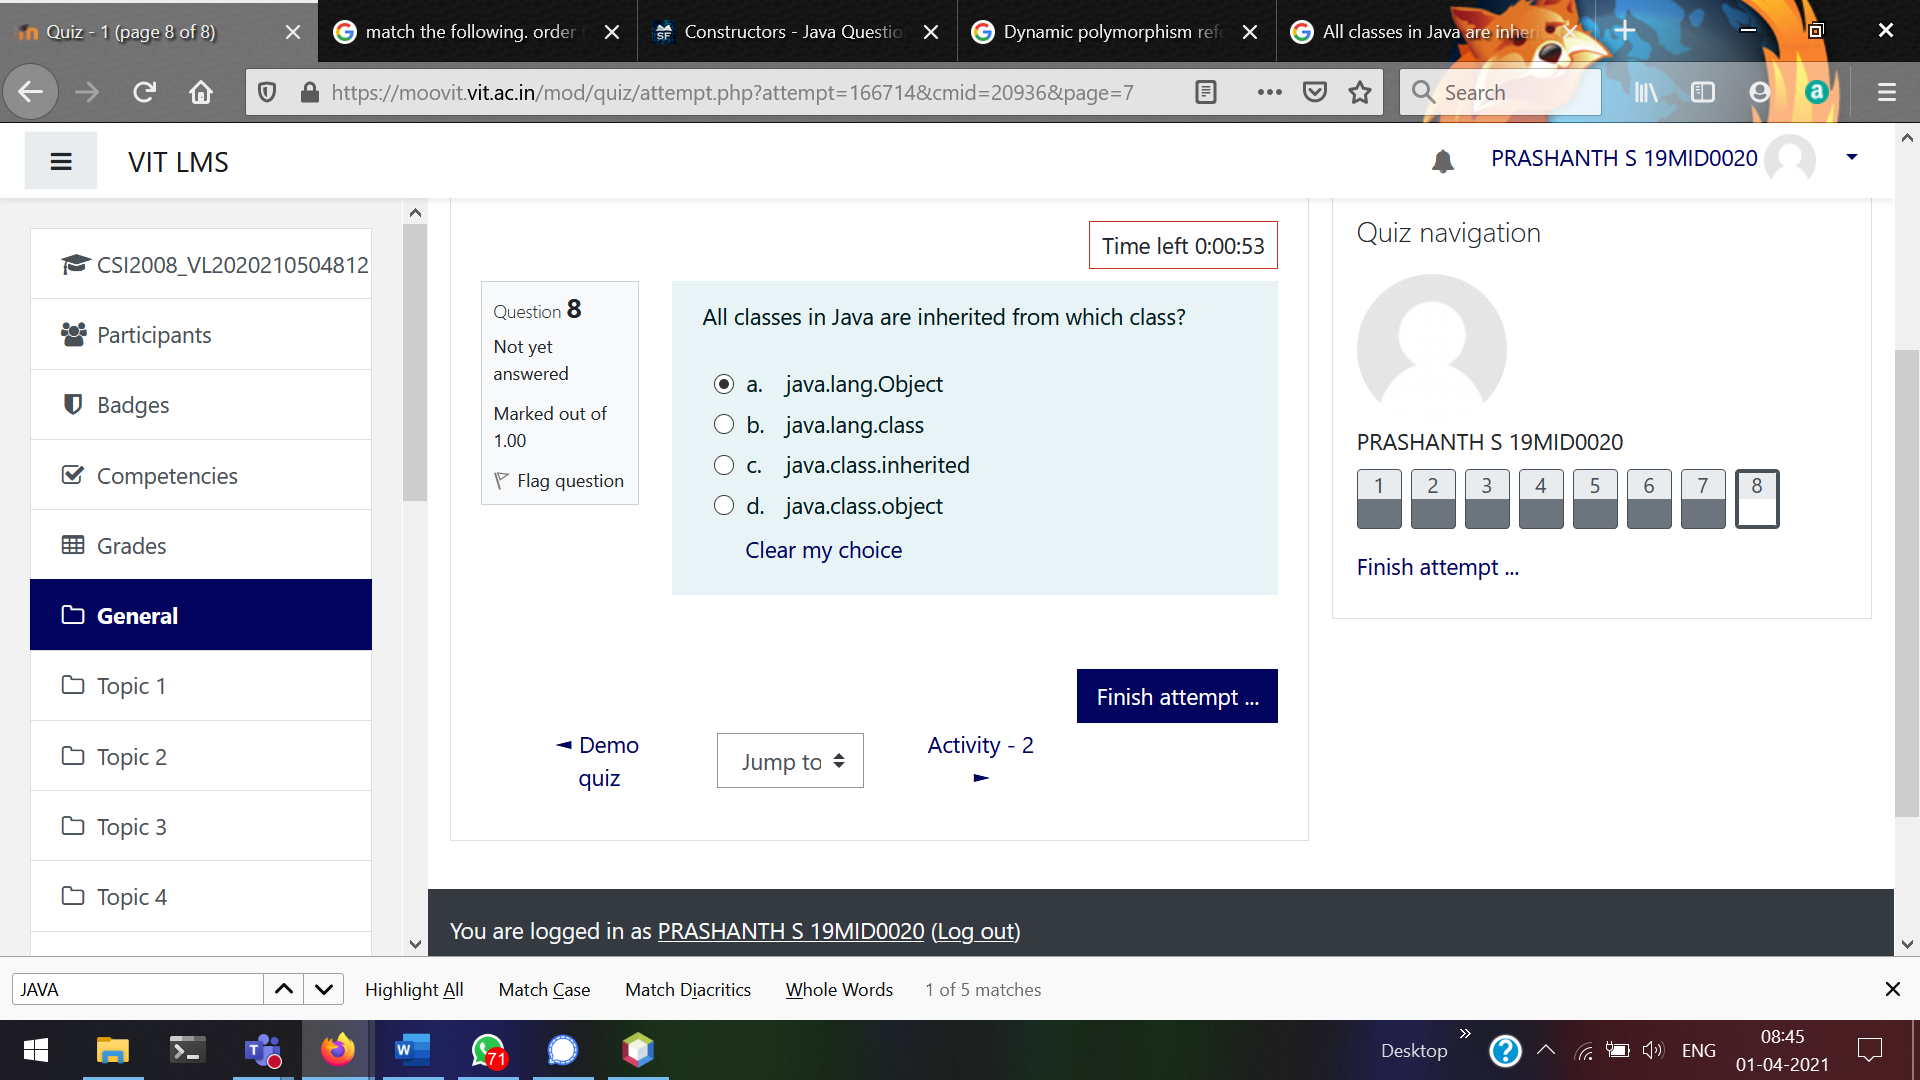 Quiz - 1 (page 8 of 8)
match the following. order
Constructors - Java Questio
Dynamic polymorphism refe
All classes in Java are inheri
https://moovit.vit.ac.in/mod/quiz/attempt.php?attempt=166714&cmid=20936&page=7
Search
VIT LMS
PRASHANTH S 19MID0020
CSI2008_VL2020210504812
Participants
Badges
Competencies
Grades
General
Topic 1
Topic 2
Topic 3
Topic 4
Time left 0:00:53
Question 8
Not yet
answered
Marked out of
1.00
Flag question
All classes in Java are inherited from which class?
a. java.lang.Object
b. java.lang.class
c. java.class.inherited
d. java.class.object
Clear my choice
Finish attempt ...
◄ Demo
quiz
Jump to
Activity - 2
►
Quiz navigation
PRASHANTH S 19MID0020
1 2 3 4 5 6 7 8
Finish attempt ...
You are logged in as PRASHANTH S 19MID0020 (Log out)
JAVA
Highlight All
Match Case
Match Diacritics
Whole Words
1 of 5 matches
71
Desktop
ENG
08:45
01-04-2021